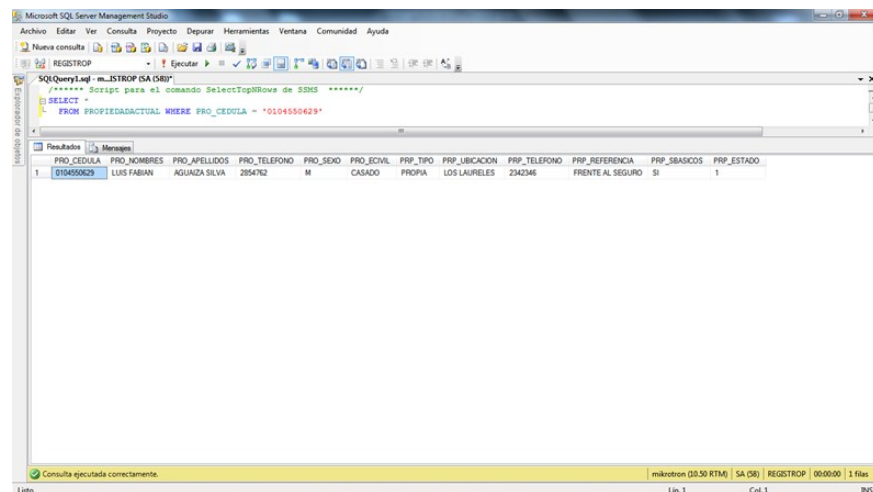 Microsoft SQL Server Management Studio
Archivo Editar Ver Consulta Proyecto Depurar Herramientas Ventana Comunidad Ayuda
Nueva consulta
REGISTROP Ejecutar
SQLQuery1.sql - m...ISTROP (SA (58))*
Explorador de objetos
/****** Script para el comando SelectTopNRows de SSMS ******/
SELECT *
FROM PROPIEDADACTUAL WHERE PRO_CEDULA = '0104550629'
Resultados Mensajes
PRO_CEDULA PRO_NOMBRES PRO_APELLIDOS PRO_TELEFONO PRO_SEXO PRO_ECIVIL PRP_TIPO PRP_UBICACION PRP_TELEFONO PRP_REFERENCIA PRP_SBASICOS PRP_ESTADO
1 0104550629 LUIS FABIAN AGUAIZA SILVA 2854762 M CASADO PROPIA LOS LAURELES 2342346 FRENTE AL SEGURO SI 1
Consulta ejecutada correctamente. mikrotron (10.50 RTM) SA (58) REGISTROP 00:00:00 1 filas
Listo Lín. 1 Col. 1 INS